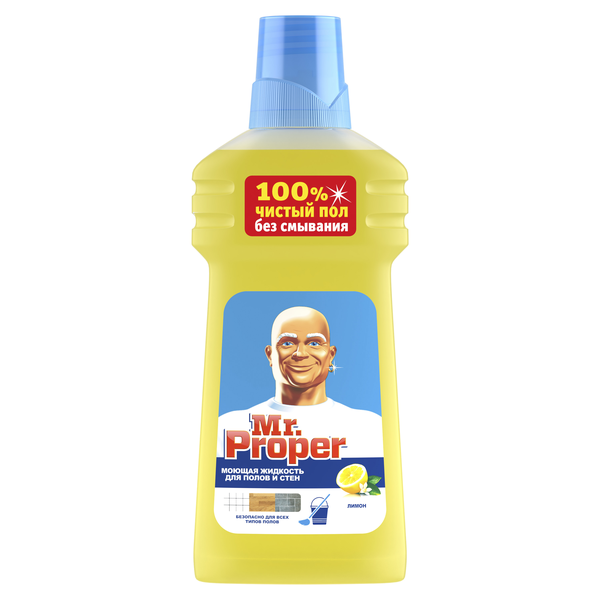 100%
ЧИСТЫЙ ПОЛ
БЕЗ СМЫВАНИЯ
Mr.
Proper
МОЮЩАЯ ЖИДКОСТЬ
ДЛЯ ПОЛОВ И СТЕН
ЛИМОН
БЕЗОПАСНО ДЛЯ ВСЕХ
ТИПОВ ПОЛОВ